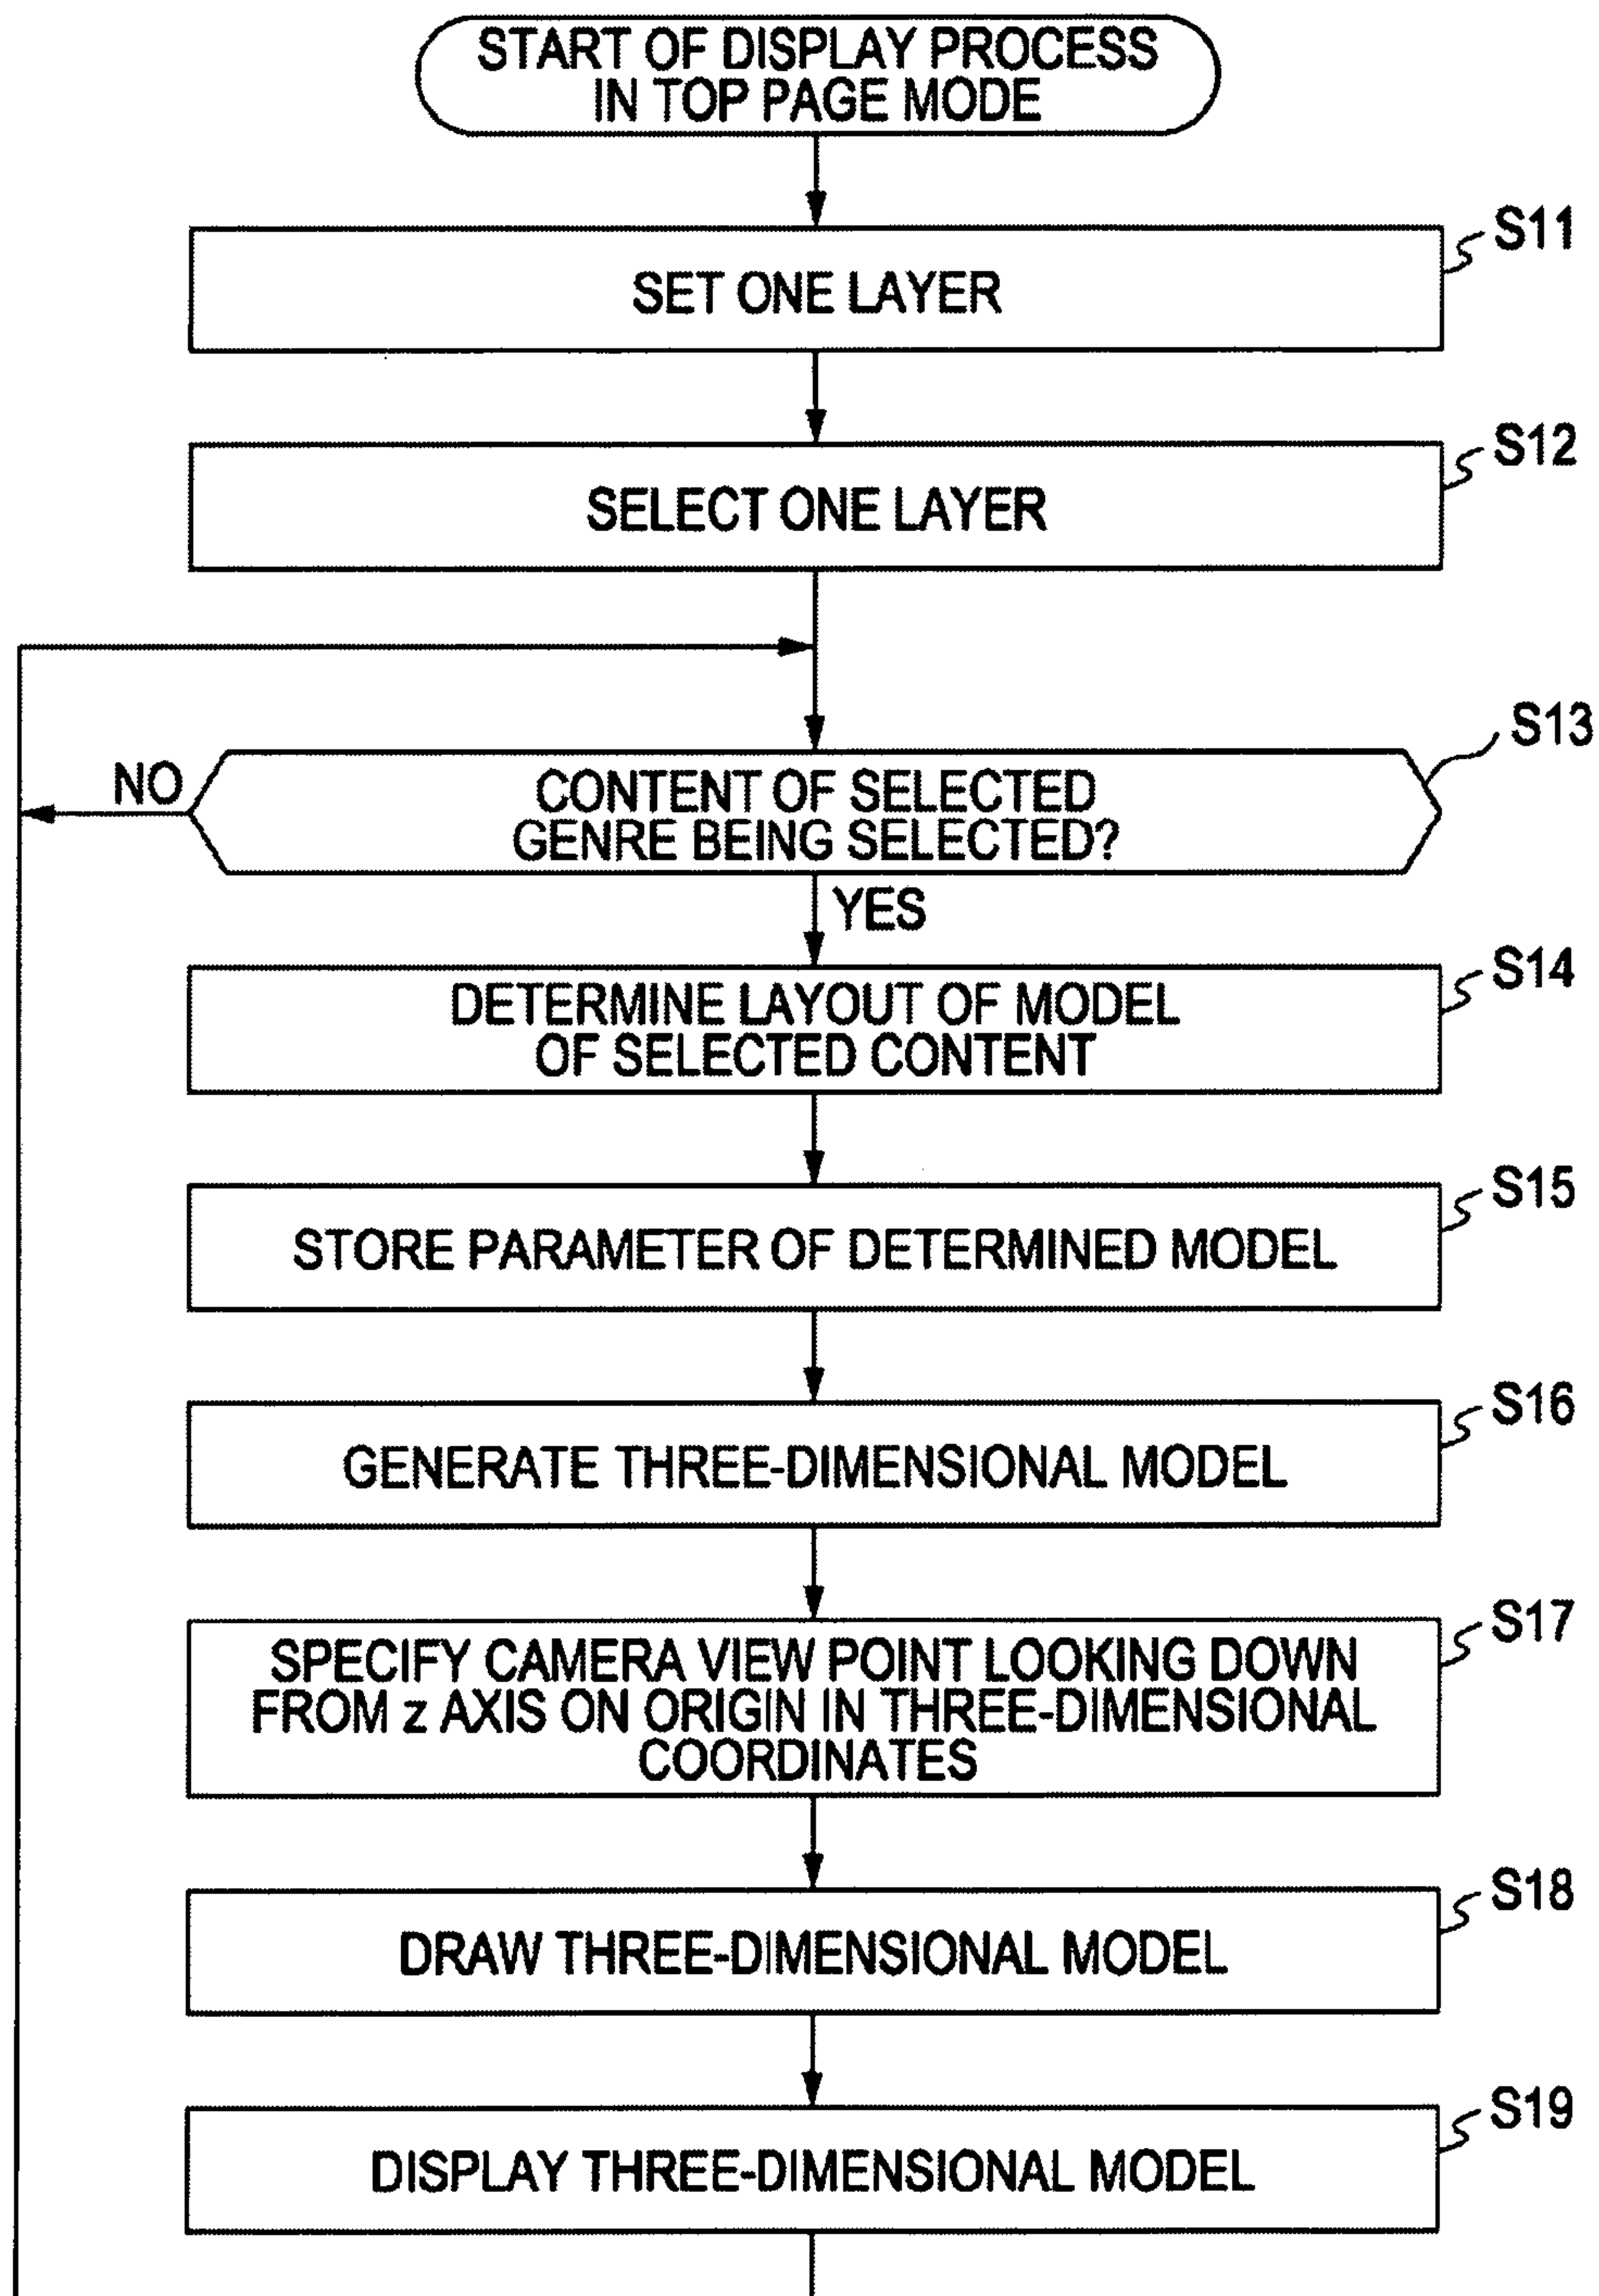 START OF DISPLAY PROCESS
IN TOP PAGE MODE
S11
SET ONE LAYER
S12
SELECT ONE LAYER
S13
NO
CONTENT OF SELECTED
GENRE BEING SELECTED?
YES
S14
DETERMINE LAYOUT OF MODEL
OF SELECTED CONTENT
S15
STORE PARAMETER OF DETERMINED MODEL
S16
GENERATE THREE-DIMENSIONAL MODEL
S17
SPECIFY CAMERA VIEW POINT LOOKING DOWN
FROM z AXIS ON ORIGIN IN THREE-DIMENSIONAL
COORDINATES
S18
DRAW THREE-DIMENSIONAL MODEL
S19
DISPLAY THREE-DIMENSIONAL MODEL